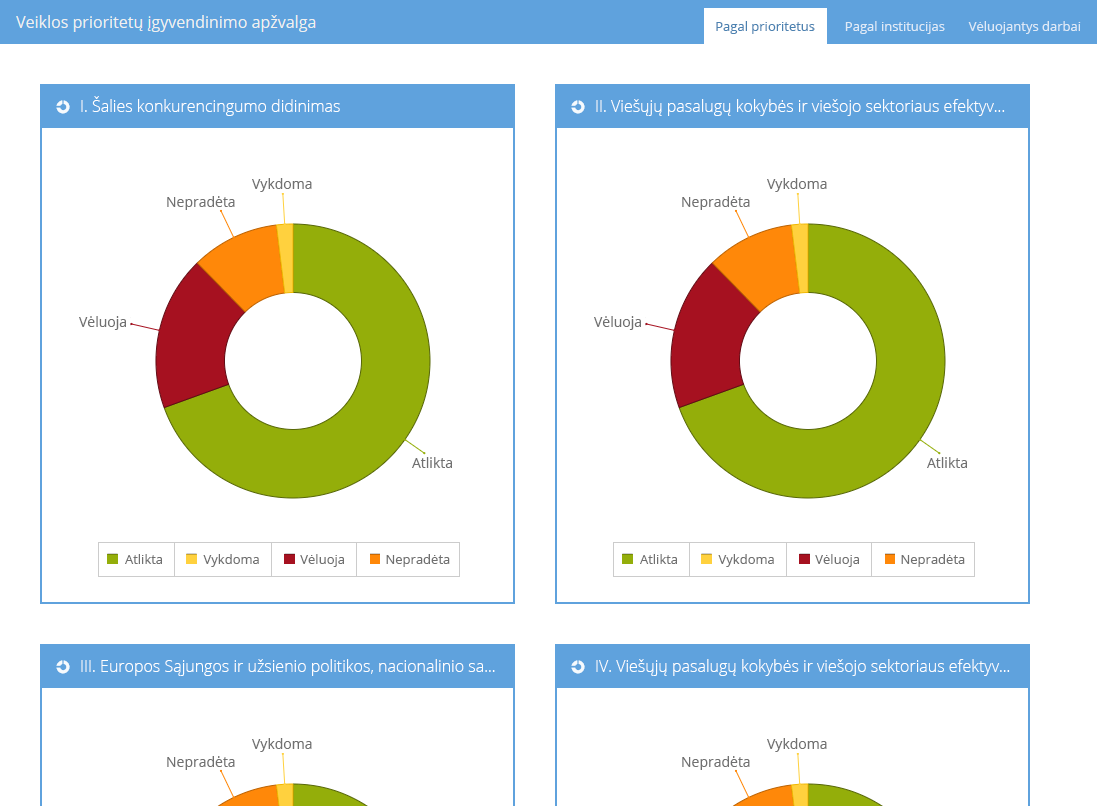 Veiklos prioritetų įgyvendinimo apžvalga
Pagal prioritetus
Pagal institucijas
Vėluojantys darbai
I. Šalies konkurencingumo didinimas
Vykdoma
Nepradėta
Vėluoja
Atlikta
Atlikta
Vykdoma
Vėluoja
Nepradėta
II. Viešųjų pasalugų kokybės ir viešojo sektoriaus efektyv...
Vykdoma
Nepradėta
Vėluoja
Atlikta
Atlikta
Vykdoma
Vėluoja
Nepradėta
III. Europos Sąjungos ir užsienio politikos, nacionalinio sa...
Vykdoma
Nepradėta
IV. Viešųjų pasalugų kokybės ir viešojo sektoriaus efektyv...
Vykdoma
Nepradėta